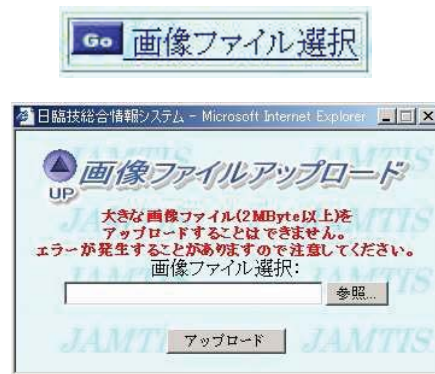 Go 画像ファイル選択
日臨技総合情報システム - Microsoft Internet Explorer
UP 画像ファイルアップロード
大きな画像ファイル(2MByte以上)を
アップロードすることはできません。
エラーが発生することがありますので注意してください。
画像ファイル選択:
参照...
アップロード
JAMTIS